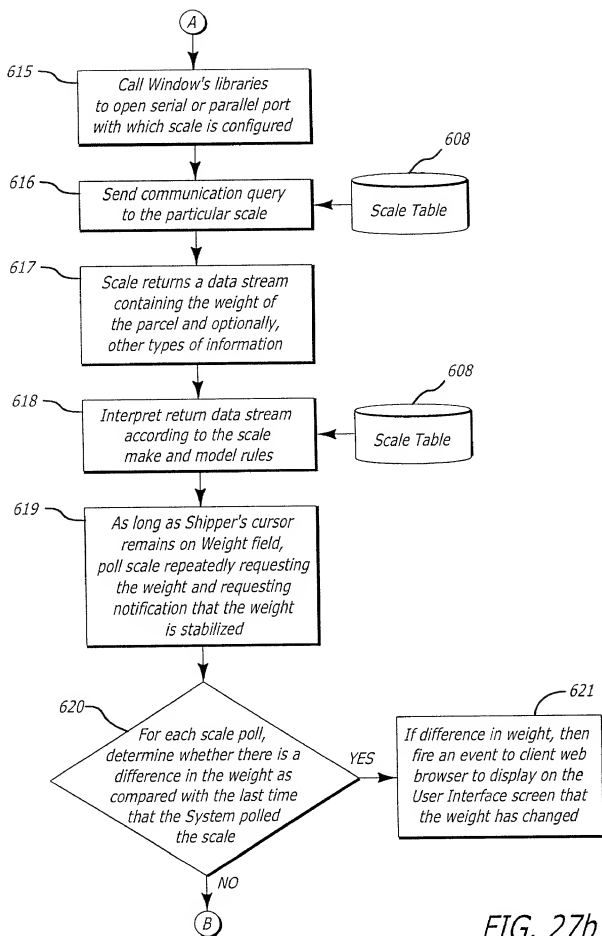 A
615
Call Window's libraries
to open serial or parallel port
with which scale is configured
608
616
Send communication query
to the particular scale
Scale Table
617
Scale returns a data stream
containing the weight of
the parcel and optionally,
other types of information
608
618
Interpret return data stream
according to the scale
make and model rules
Scale Table
619
As long as Shipper's cursor
remains on Weight field,
poll scale repeatedly requesting
the weight and requesting
notification that the weight
is stabilized
620
For each scale poll,
determine whether there is a
difference in the weight as
compared with the last time
that the System polled
the scale
YES
621
If difference in weight, then
fire an event to client web
browser to display on the
User Interface screen that
the weight has changed
NO
B
FIG. 27b